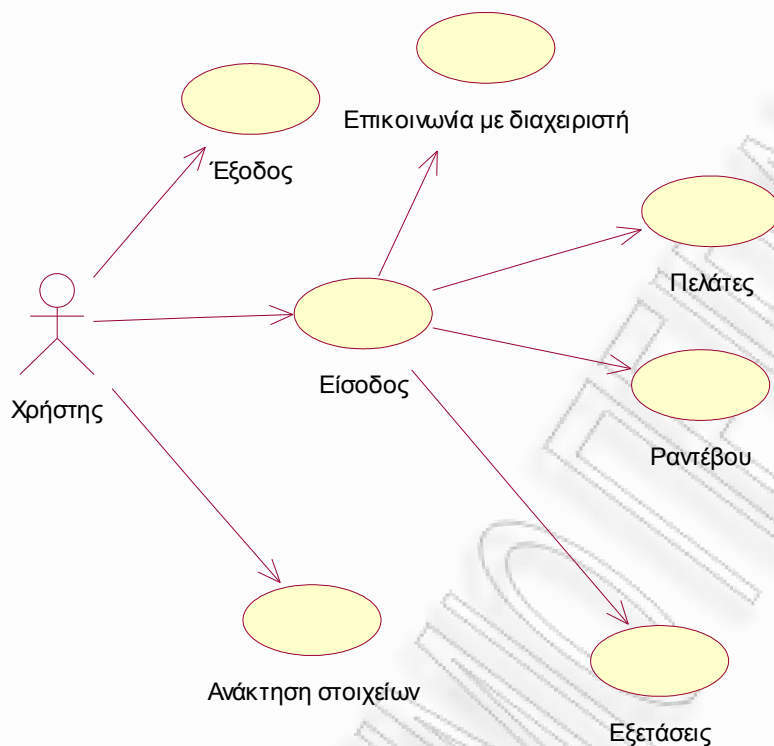 Επικοινωνία με διαχειριστή
Έξοδος
Πελάτες
Είσοδος
Χρήστης
Ραντέβου
Ανάκτηση στοιχείων
Εξετάσεις